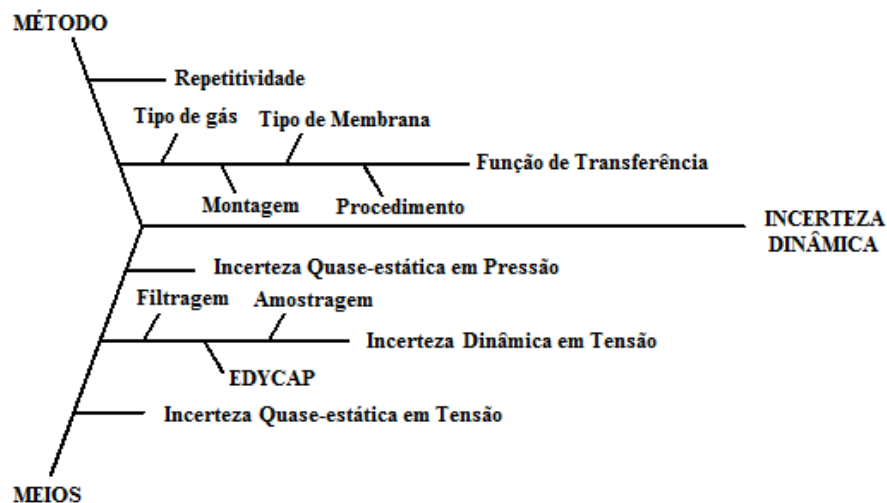 MÉTODO
Repetitividade
Tipo de gás
Tipo de Membrana
Função de Transferência
Montagem
Procedimento
INCERTEZA
DINÂMICA
Incerteza Quase-estática em Pressão
Filtragem
Amostragem
Incerteza Dinâmica em Tensão
EDYCAP
Incerteza Quase-estática em Tensão
MEIOS